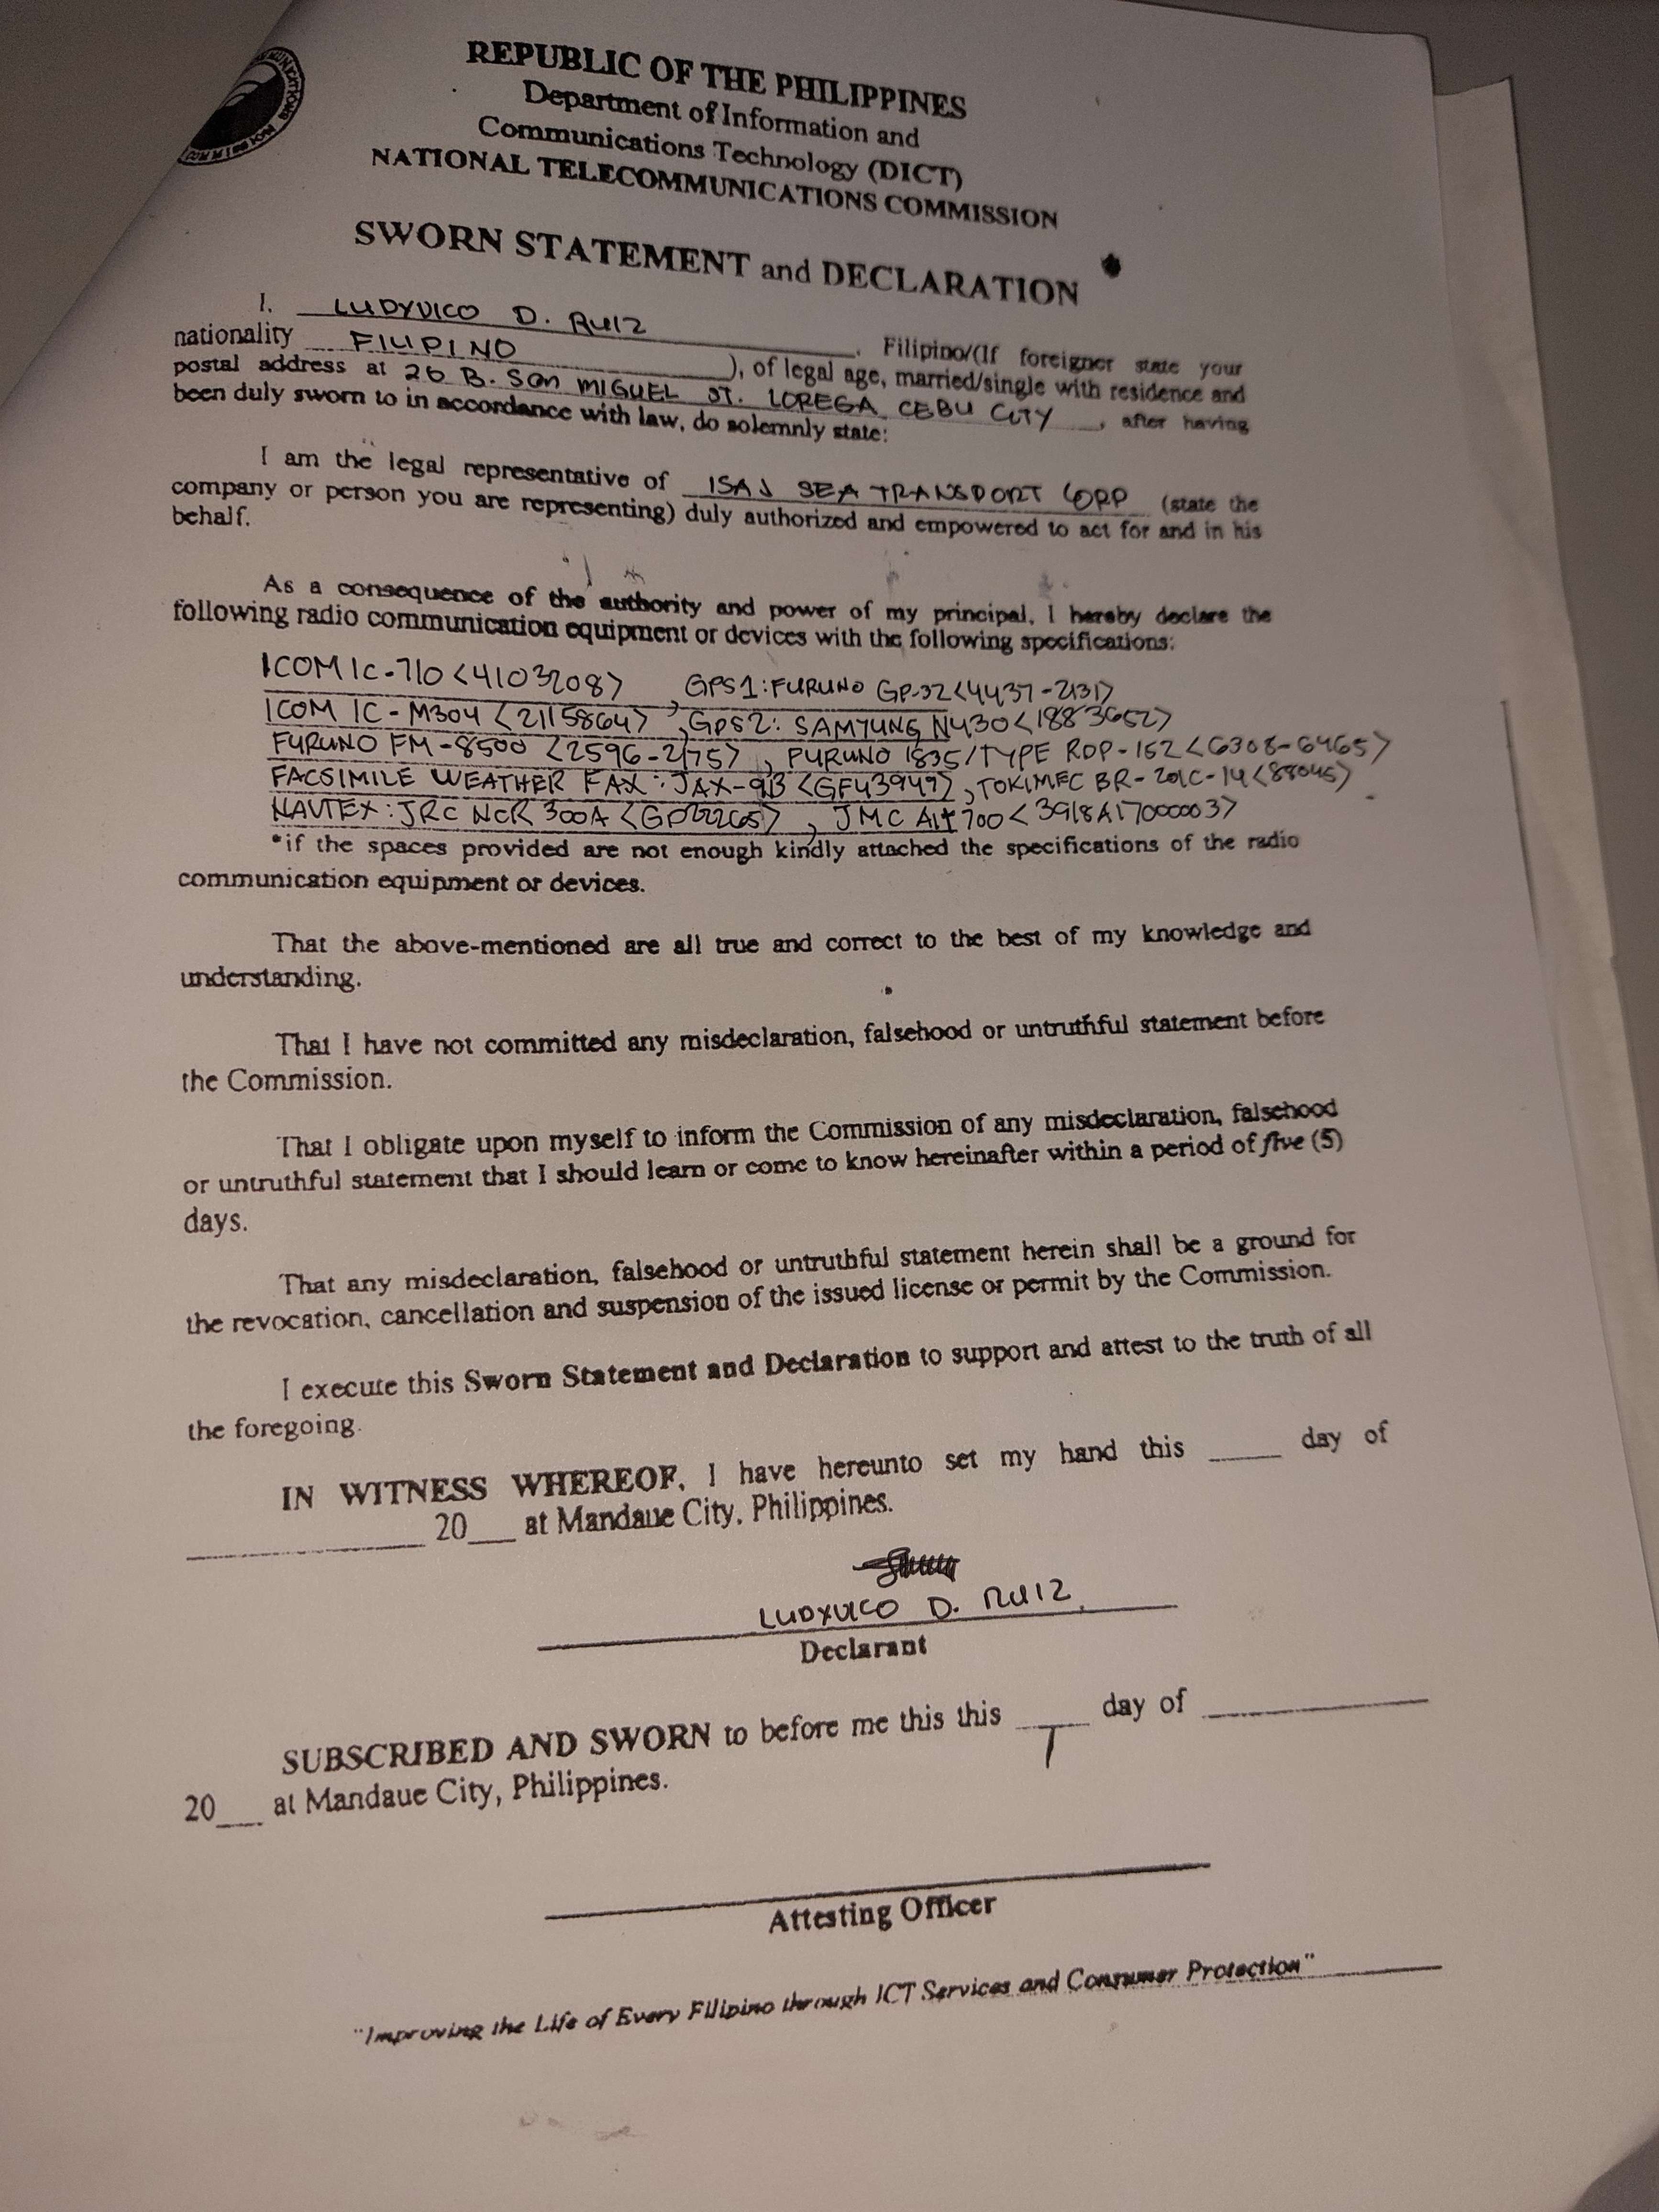 REPUBLIC OF THE PHILIPPINES
Department of Information and
Communications Technology (DICT)
NATIONAL TELECOMMUNICATIONS COMMISSION
COMMISSION
SWORN STATEMENT and DECLARATION
I, LUDYVICO D. RUIZ, Filipino/(If foreigner state your
nationality FILIPINO), of legal age, married/single with residence and
postal address at 26 B. San MIGUEL ST. LOREGA CEBU CITY, after having
been duly sworn to in accordance with law, do solemnly state:
I am the legal representative of ISAJ SEA TRANSPORT CORP (state the
company or person you are representing) duly authorized and empowered to act for and in his
behalf.
As a consequence of the authority and power of my principal, I hereby declare the
following radio communication equipment or devices with the following specifications:
ICOM IC-710 <4103208>, GPS1: FURUNO GP-32 <4437-2131>
ICOM IC-M304 <2115864>, GPS2: SAMYUNG N430 <1883652>
FURUNO FM-8500 <2596-2175>, FURUNO 1835/TYPE RDP-152 <6308-6465>
FACSIMILE WEATHER FAX: JAX-9B <GF43949>, TOKIMEC BR-201C-14 <88045>
NAVTEX: JRC NCR 300A, JMC 700 <3918A17000003>
*if the spaces provided are not enough kindly attached the specifications of the radio
communication equipment or devices.
That the above-mentioned are all true and correct to the best of my knowledge and
understanding.
That I have not committed any misdeclaration, falsehood or untruthful statement before
the Commission.
That I obligate upon myself to inform the Commission of any misdeclaration, falsehood
or untruthful statement that I should learn or come to know hereinafter within a period of five (5)
days.
That any misdeclaration, falsehood or untruthful statement herein shall be a ground for
the revocation, cancellation and suspension of the issued license or permit by the Commission.
I execute this Sworn Statement and Declaration to support and attest to the truth of all
the foregoing.
IN WITNESS WHEREOF, I have hereunto set my hand this ____ day of
____ 20__ at Mandaue City, Philippines.
LUDYVICO D. RUIZ
Declarant
SUBSCRIBED AND SWORN to before me this this ____ day of ____
20__ at Mandaue City, Philippines.
Attesting Officer
"Improving the Life of Every Filipino through ICT Services and Consumer Protection"